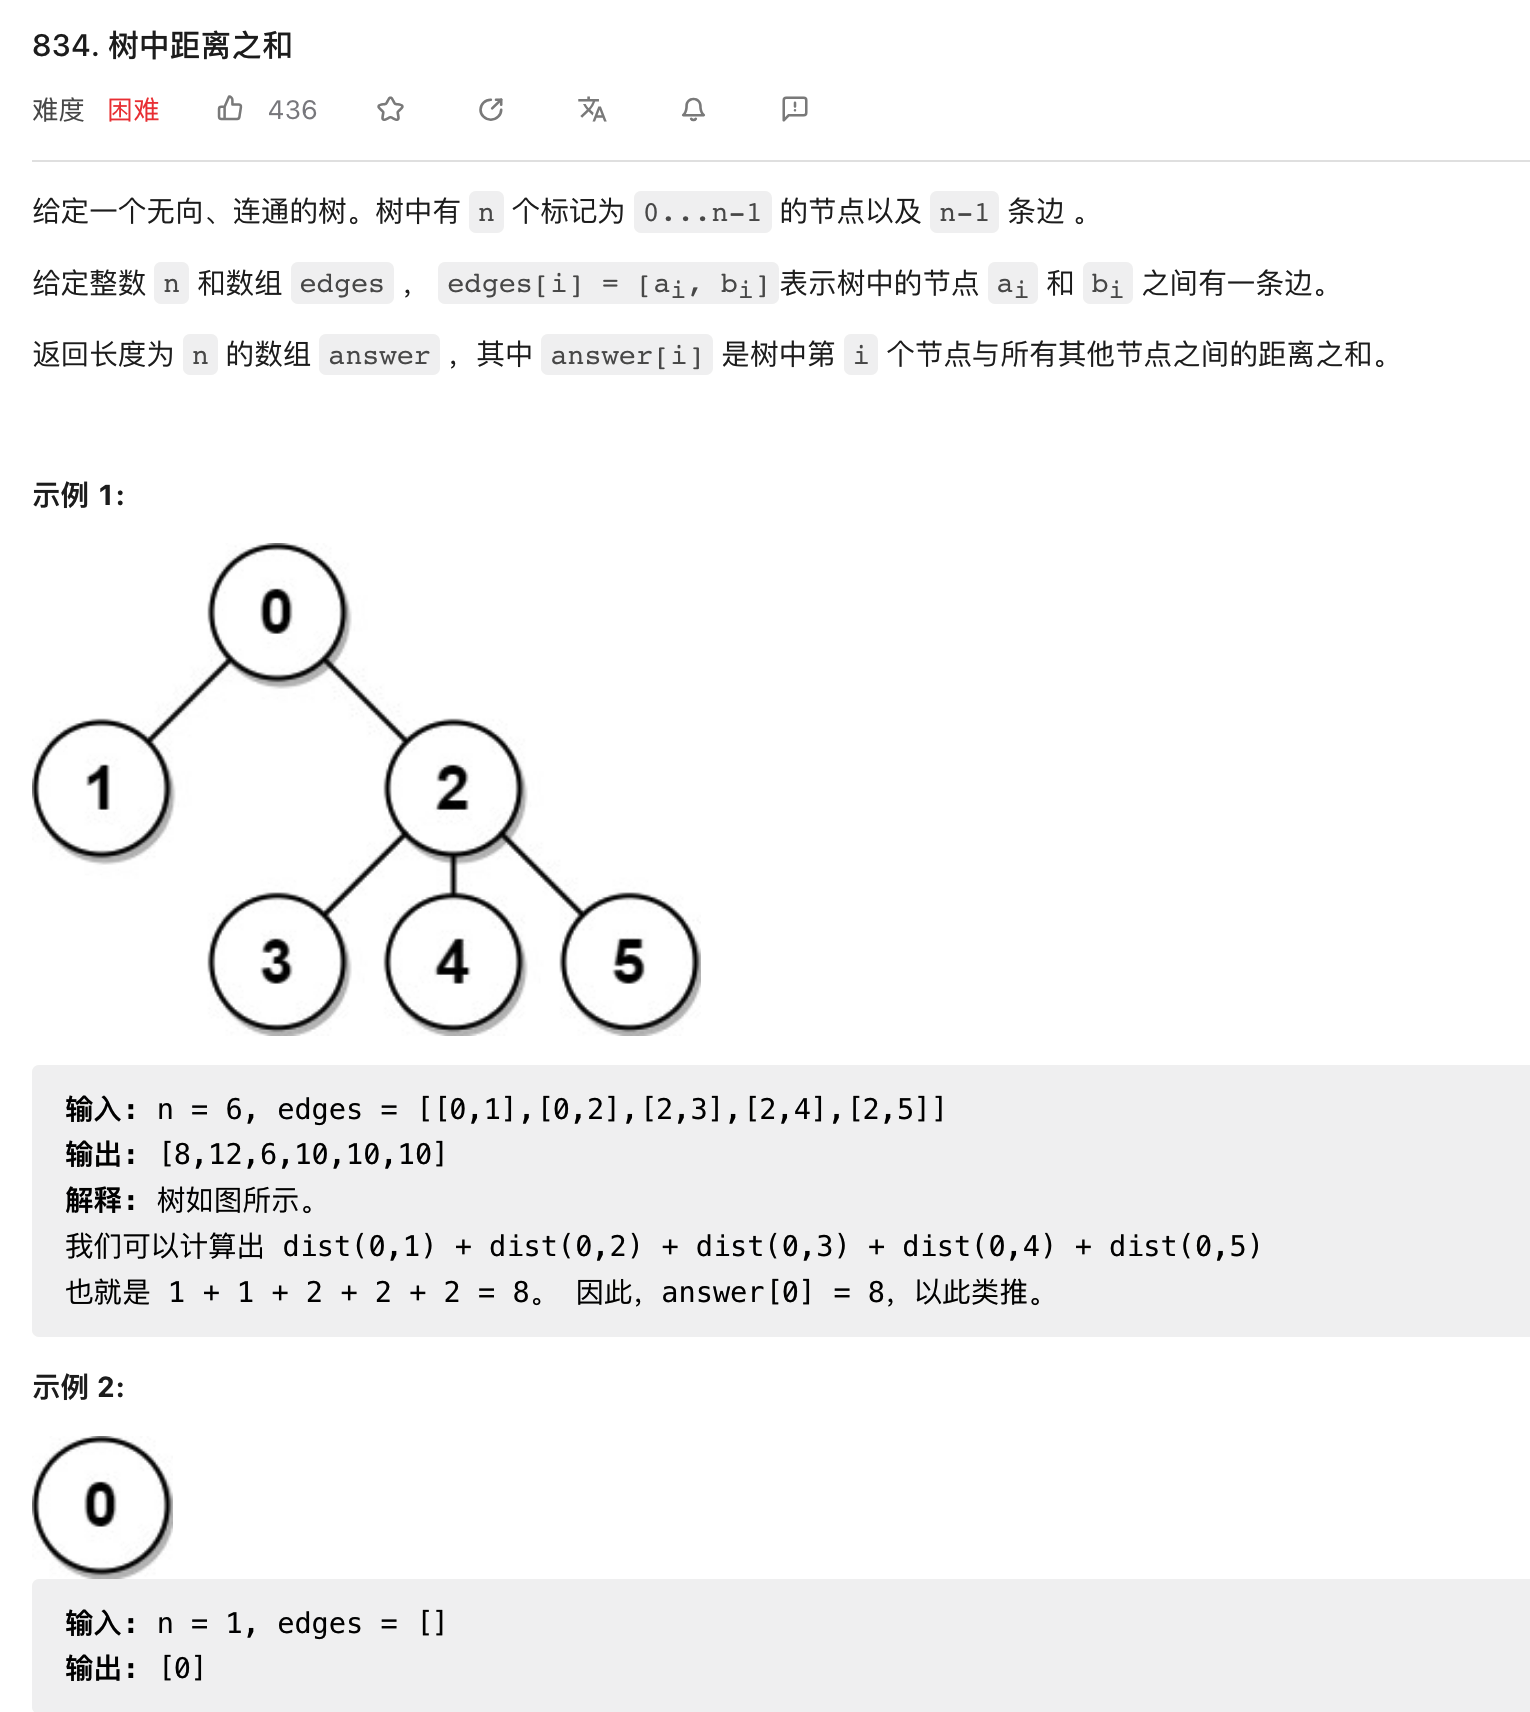 834. 树中距离之和
难度 困难 436
给定一个无向、连通的树。树中有 n 个标记为 0...n-1 的节点以及 n-1 条边 。
给定整数 n 和数组 edges ， edges[i] = [ai, bi]表示树中的节点 ai 和 bi 之间有一条边。
返回长度为 n 的数组 answer ，其中 answer[i] 是树中第 i 个节点与所有其他节点之间的距离之和。
示例 1:
0
1 2
3 4 5
输入: n = 6, edges = [[0,1],[0,2],[2,3],[2,4],[2,5]]
输出: [8,12,6,10,10,10]
解释: 树如图所示。
我们可以计算出 dist(0,1) + dist(0,2) + dist(0,3) + dist(0,4) + dist(0,5)
也就是 1 + 1 + 2 + 2 + 2 = 8。 因此，answer[0] = 8，以此类推。
示例 2:
0
输入: n = 1, edges = []
输出: [0]